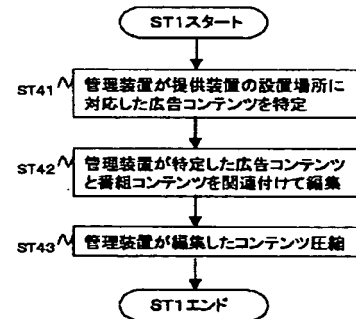 ST1スタート
ST41
管理装置が提供装置の設置場所に
対応した広告コンテンツを特定
ST42
管理装置が特定した広告コンテンツ
と番組コンテンツを関連付けて編集
ST43
管理装置が編集したコンテンツ圧縮
ST1エンド